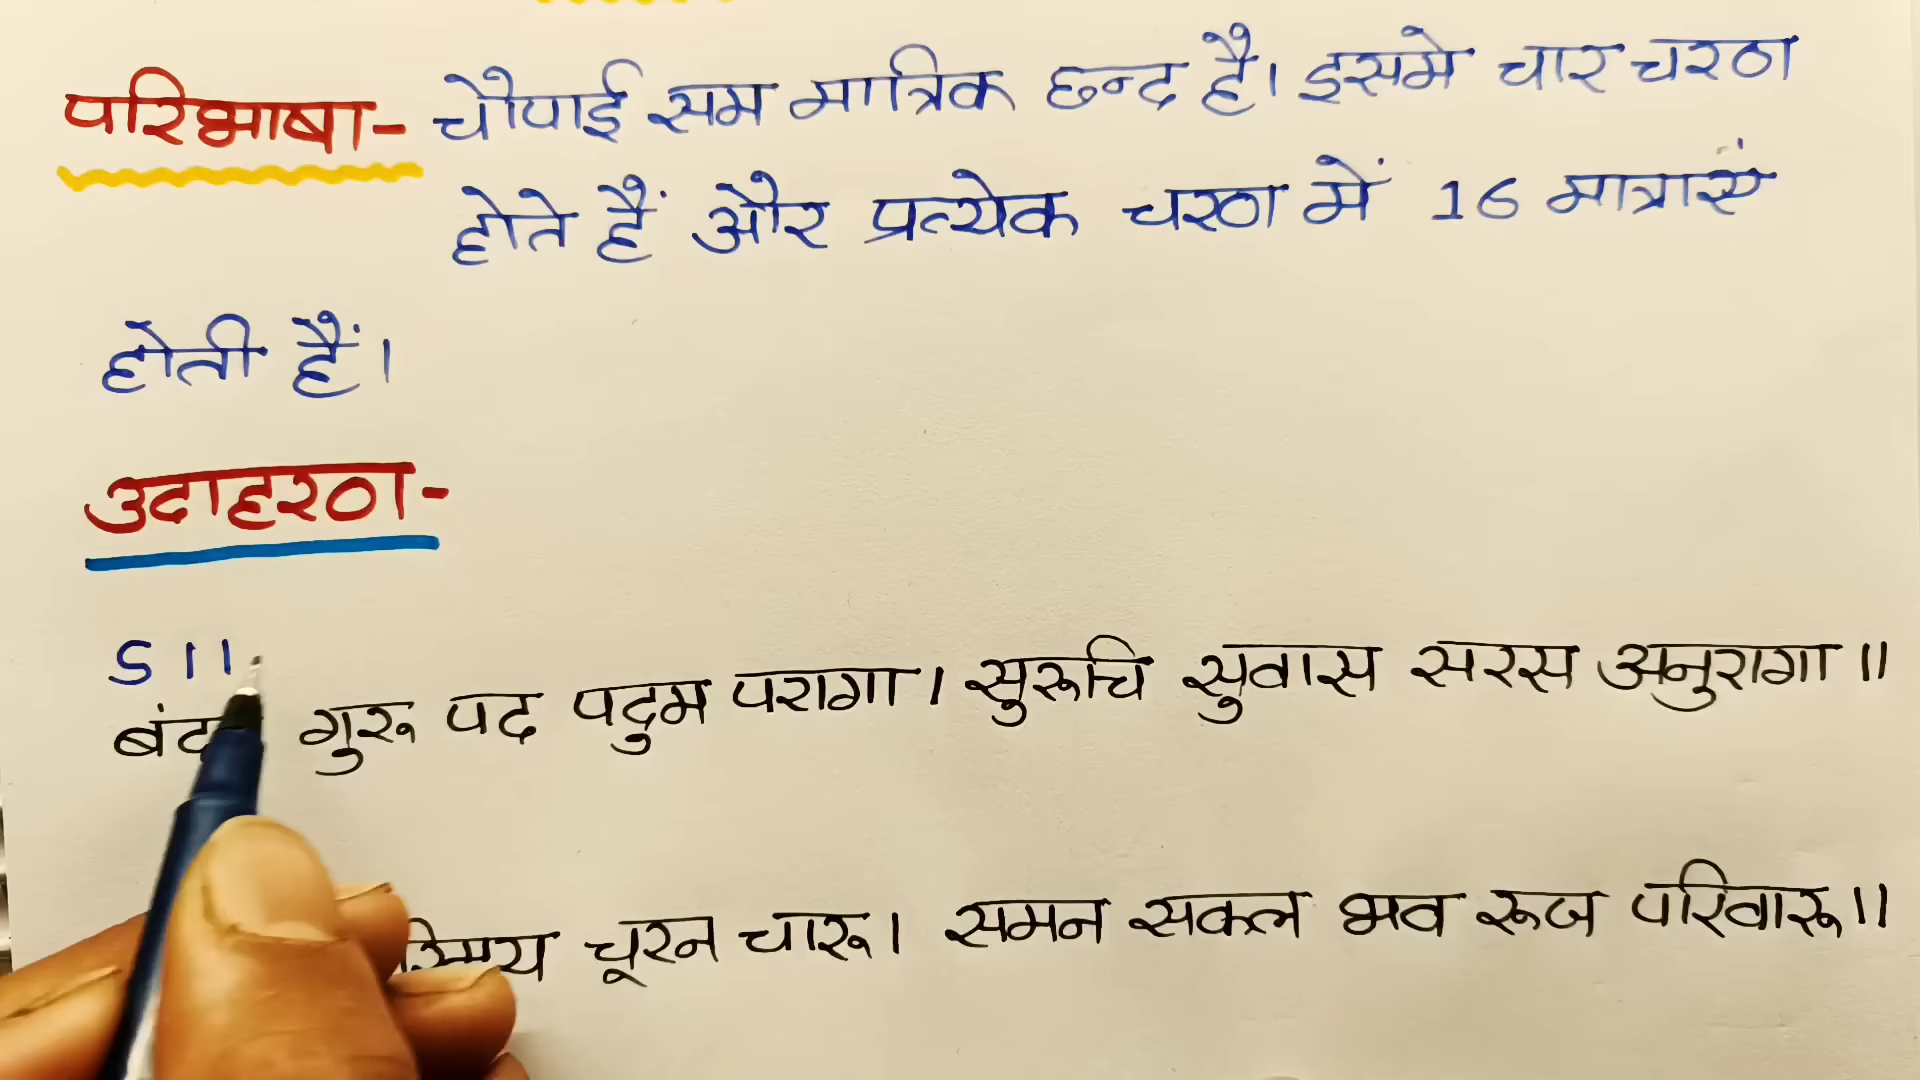 परिभाषा- चौपाई सम मात्रिक छन्द है। इसमे चार चरण
होते हैं और प्रत्येक चरण में 16 मात्राएं
होती हैं।
उदाहरण-
S I I
गुरू पद पदुम परागा। सुरूचि सुवास सरस अनुरागा॥
चूरन चारू। समन सकल भव रूज परिवारू॥